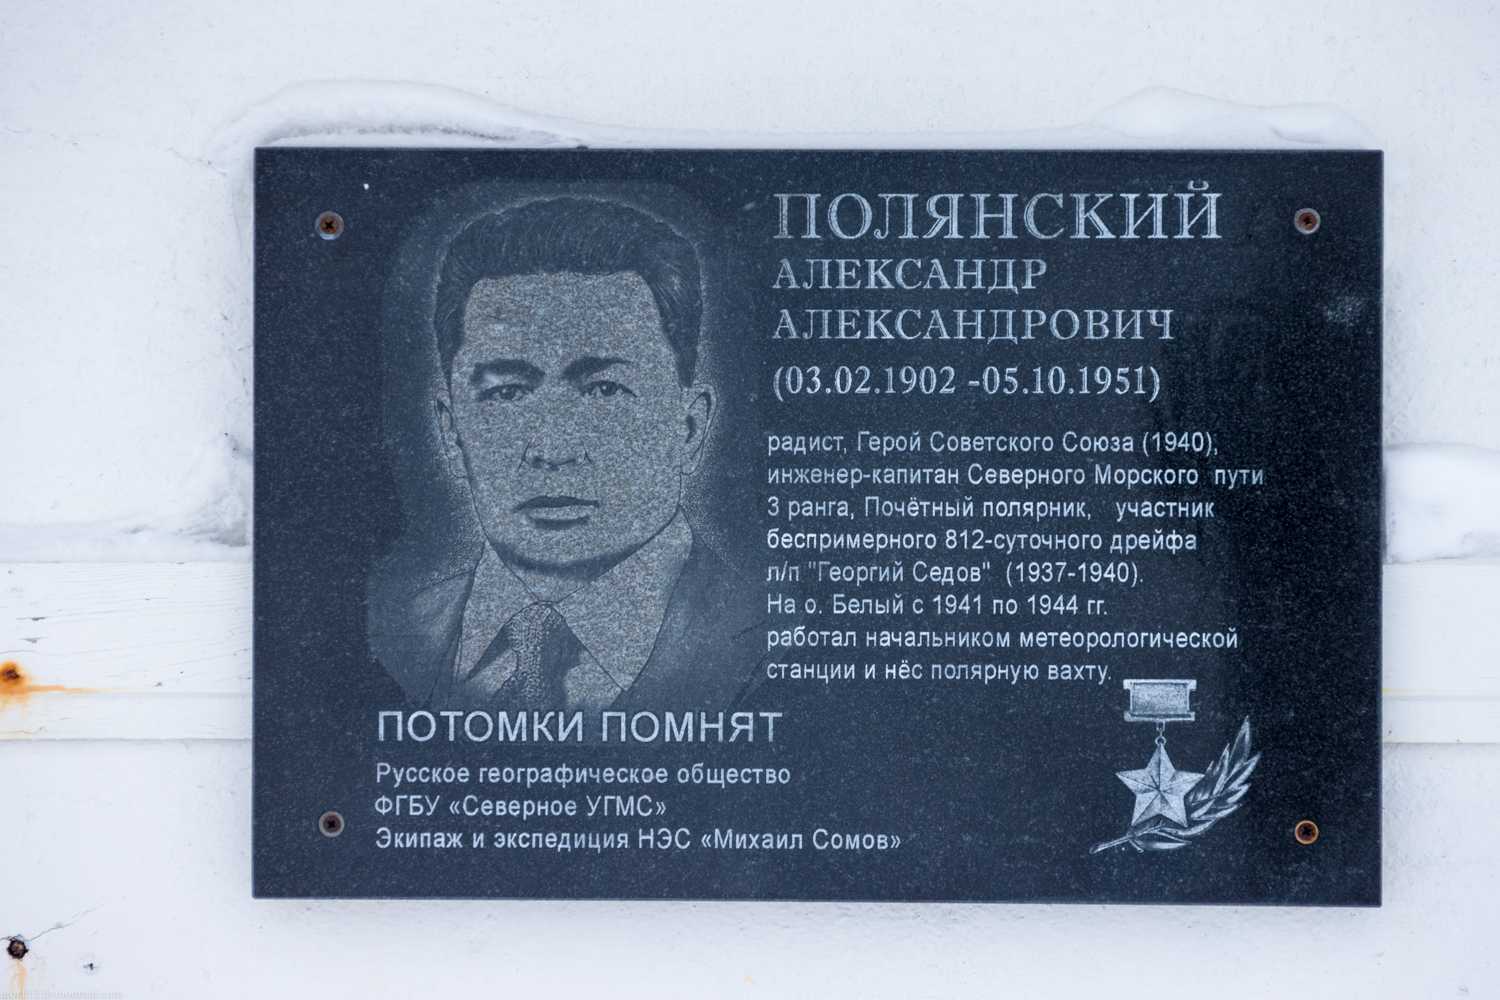 ПОЛЯНСКИЙ
АЛЕКСАНДР
АЛЕКСАНДРОВИЧ
(03.02.1902 -05.10.1951)
радист, Герой Советского Союза (1940),
инженер-капитан Северного Морского пути
3 ранга, Почётный полярник, участник
беспримерного 812-суточного дрейфа
л/п "Георгий Седов" (1937-1940).
На о. Белый с 1941 по 1944 гг.
работал начальником метеорологической
станции и нёс полярную вахту.
ПОТОМКИ ПОМНЯТ
Русское географическое общество
ФГБУ «Северное УГМС»
Экипаж и экспедиция НЭС «Михаил Сомов»